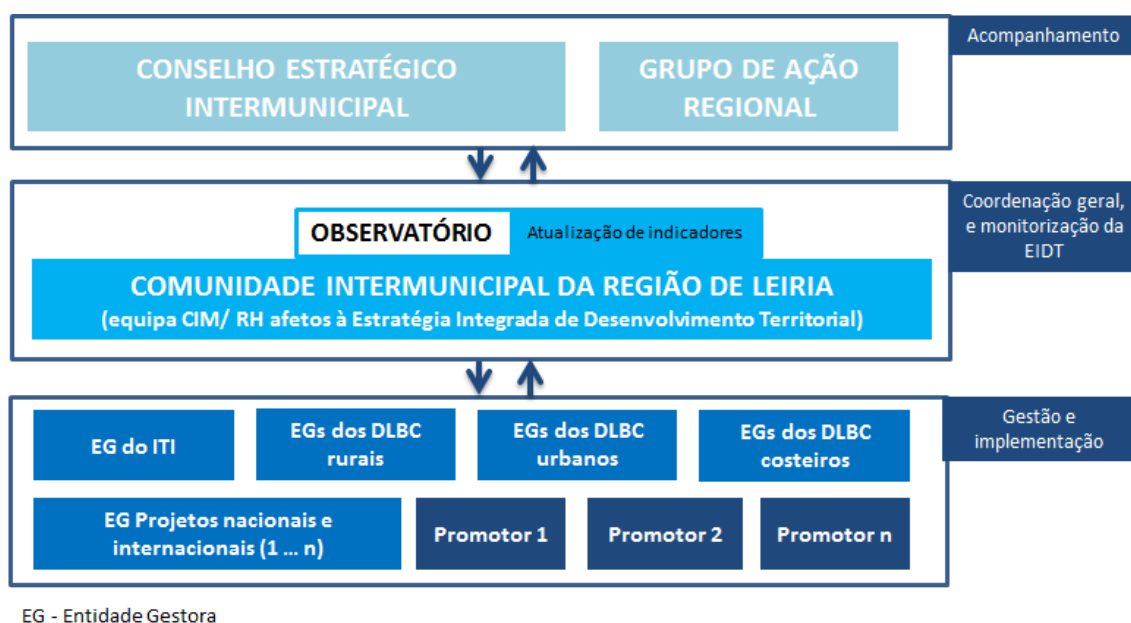 Acompanhamento
CONSELHO ESTRATÉGICO
INTERMUNICIPAL
GRUPO DE AÇÃO
REGIONAL
Coordenação geral,
e monitorização da
EIDT
OBSERVATÓRIO
Atualização de indicadores
COMUNIDADE INTERMUNICIPAL DA REGIÃO DE LEIRIA
(equipa CIM/ RH afetos à Estratégia Integrada de Desenvolvimento Territorial)
Gestão e
implementação
EG do ITI
EGs dos DLBC
rurais
EGs dos DLBC
urbanos
EGs dos DLBC
costeiros
EG Projetos nacionais e
internacionais (1 ... n)
Promotor 1
Promotor 2
Promotor n
EG - Entidade Gestora